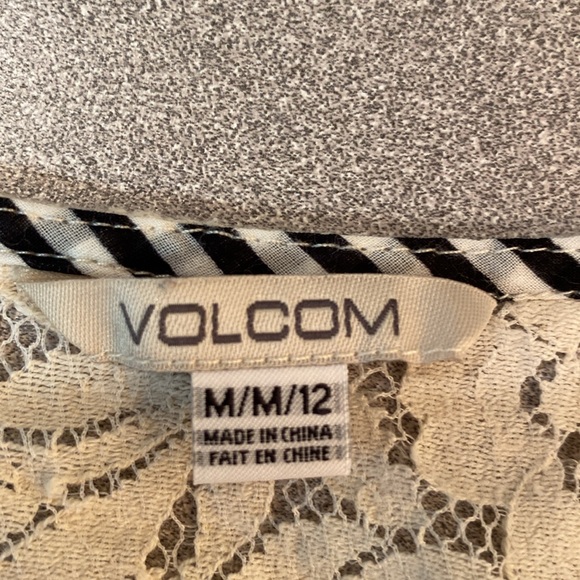 VOLCOM
M/M/12
MADE IN CHINA
FAIT EN CHINE